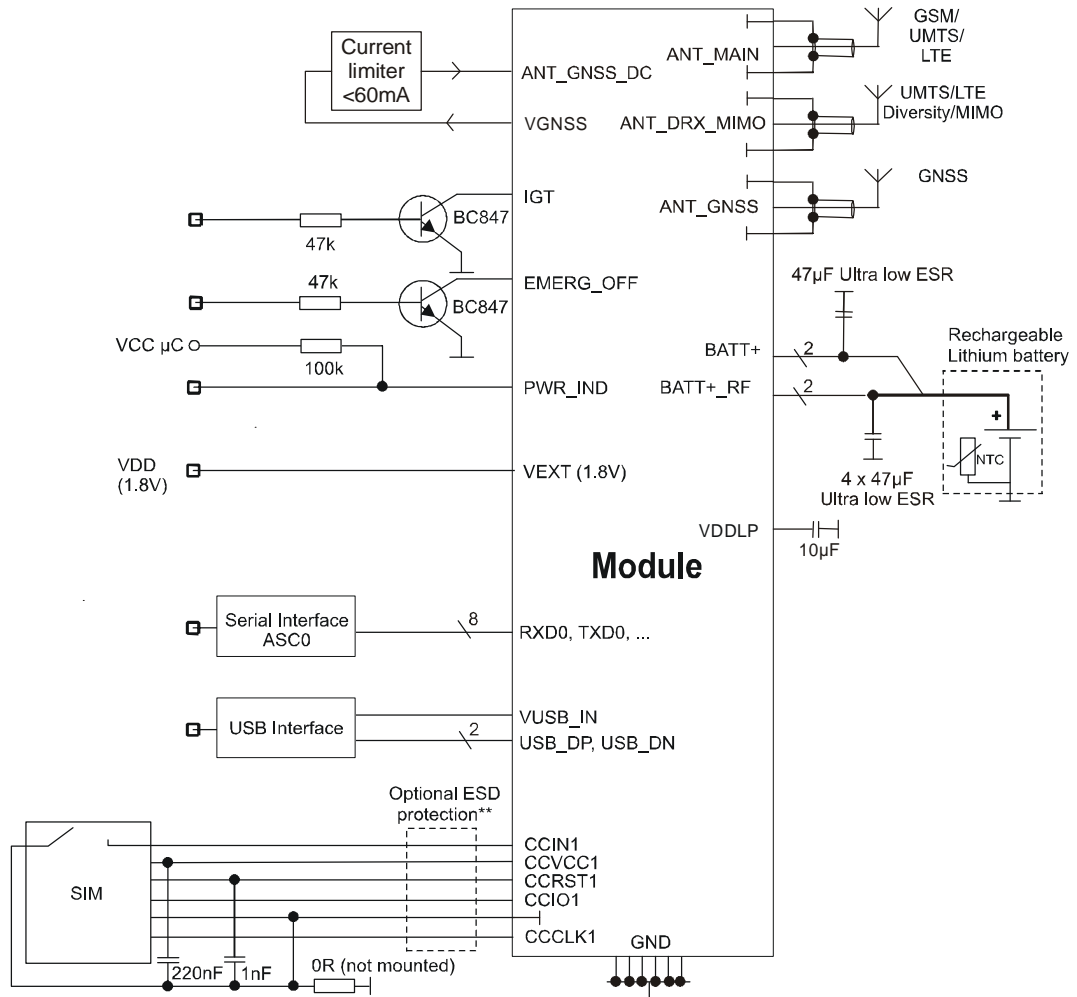 Current
limiter
<60mA
ANT_GNSS_DC
VGNSS
IGT
BC847
47k
47k
EMERG_OFF
BC847
VCC µC
100k
PWR_IND
VDD
(1.8V)
VEXT (1.8V)
Serial Interface
ASC0
8
RXD0, TXD0, ...
USB Interface
VUSB_IN
2
USB_DP, USB_DN
Optional ESD
protection**
SIM
CCIN1
CCVCC1
CCRST1
CCIO1
CCCLK1
220nF
1nF
0R (not mounted)
Module
GND
ANT_MAIN
GSM/
UMTS/
LTE
ANT_DRX_MIMO
UMTS/LTE
Diversity/MIMO
ANT_GNSS
GNSS
47µF Ultra low ESR
BATT+
2
BATT+_RF
2
Rechargeable
Lithium battery
+
NTC
4 x 47µF
Ultra low ESR
VDDLP
10µF